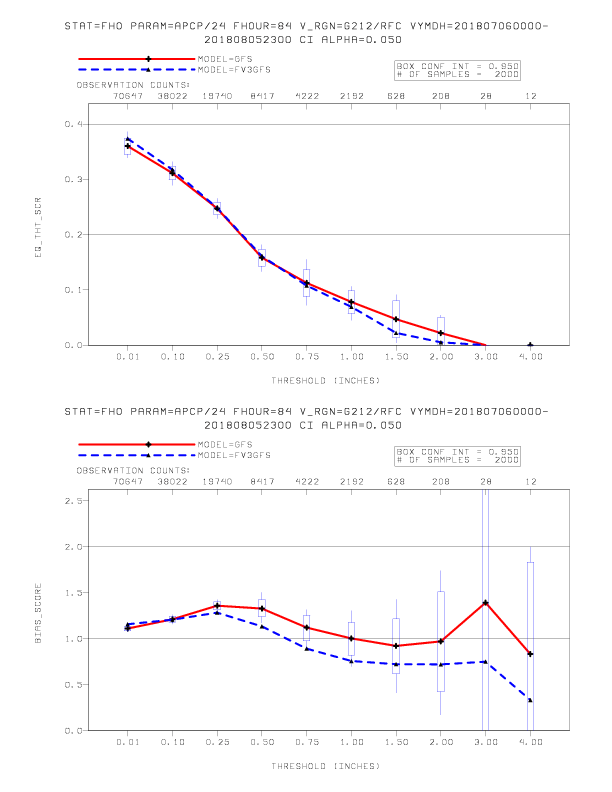 STAT=FHO PARAM=APCP/24 FHOUR=84 V_RGN=G212/RFC VYMDH=201807060000-
201808052300 CI ALPHA=0.050
MODEL=GFS
MODEL=FV3GFS
BOX CONF INT = 0.950
# OF SAMPLES = 2000
OBSERVATION COUNTS:
70647 38022 19740 8417 4222 2192 628 208 28 12
0.4
0.3
0.2
0.1
0.0
EQ_THT_SCR
0.01 0.10 0.25 0.50 0.75 1.00 1.50 2.00 3.00 4.00
THRESHOLD (INCHES)
STAT=FHO PARAM=APCP/24 FHOUR=84 V_RGN=G212/RFC VYMDH=201807060000-
201808052300 CI ALPHA=0.050
MODEL=GFS
MODEL=FV3GFS
BOX CONF INT = 0.950
# OF SAMPLES = 2000
OBSERVATION COUNTS:
70647 38022 19740 8417 4222 2192 628 208 28 12
2.5
2.0
1.5
1.0
0.5
0.0
BIAS_SCORE
0.01 0.10 0.25 0.50 0.75 1.00 1.50 2.00 3.00 4.00
THRESHOLD (INCHES)